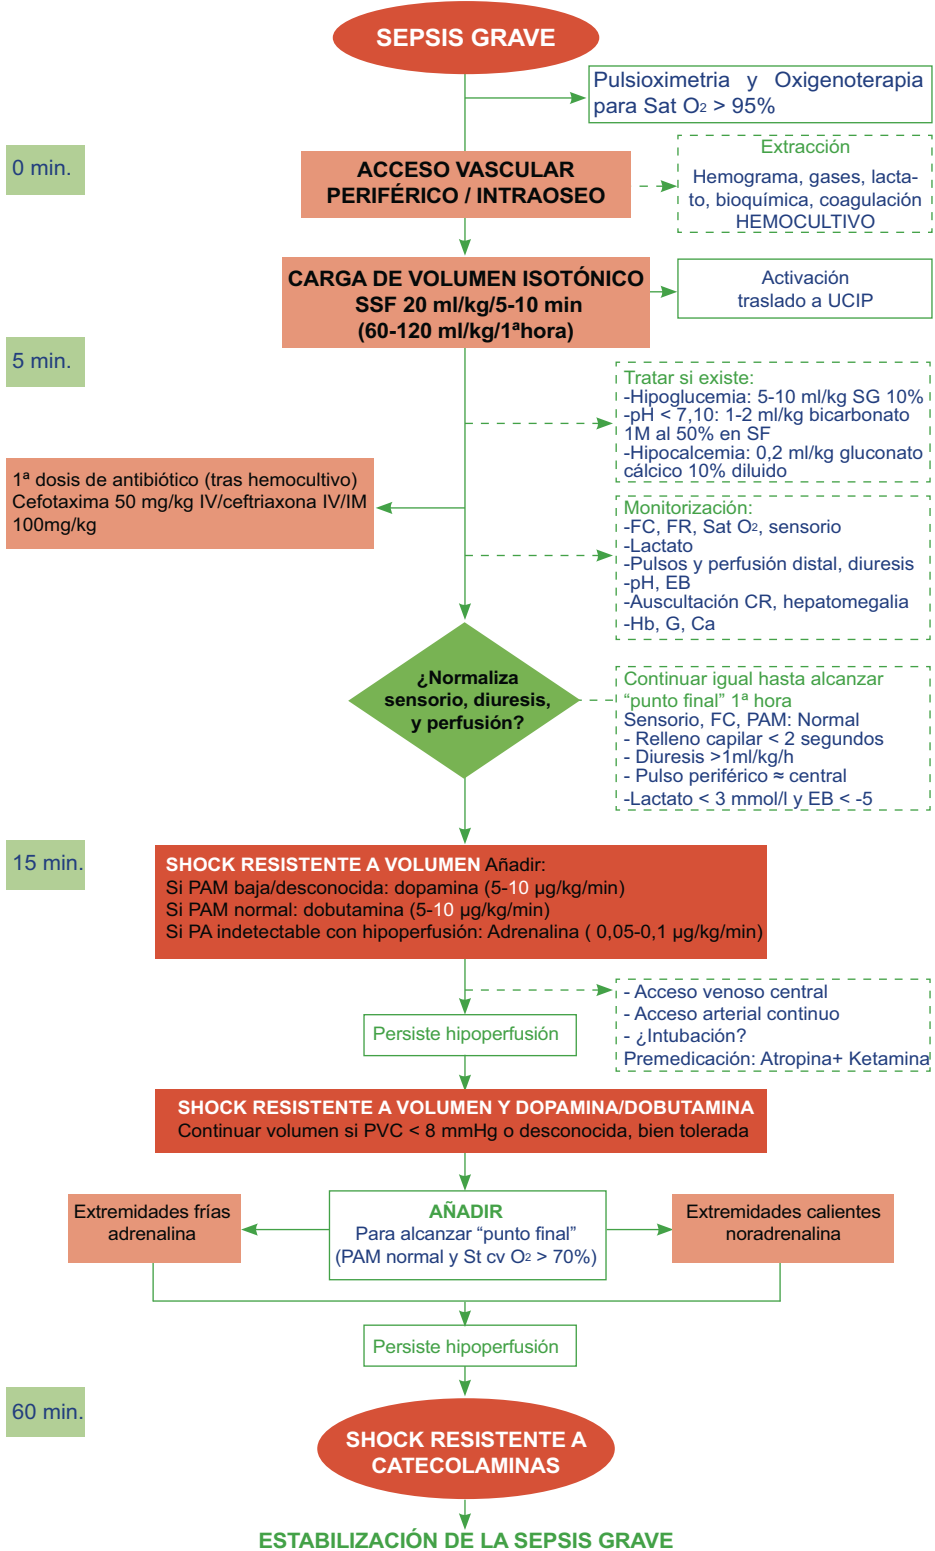 SEPSIS GRAVE
Pulsioximetria y Oxigenoterapia
para Sat O2 > 95%
0 min.
ACCESO VASCULAR
PERIFÉRICO / INTRAOSEO
Extracción
Hemograma, gases, lacta-
to, bioquímica, coagulación
HEMOCULTIVO
CARGA DE VOLUMEN ISOTÓNICO
SSF 20 ml/kg/5-10 min
(60-120 ml/kg/1ªhora)
Activación
traslado a UCIP
5 min.
Tratar si existe:
-Hipoglucemia: 5-10 ml/kg SG 10%
-pH < 7,10: 1-2 ml/kg bicarbonato
1M al 50% en SF
-Hipocalcemia: 0,2 ml/kg gluconato
cálcico 10% diluido
1ª dosis de antibiótico (tras hemocultivo)
Cefotaxima 50 mg/kg IV/ceftriaxona IV/IM
100mg/kg
Monitorización:
-FC, FR, Sat O2, sensorio
-Lactato
-Pulsos y perfusión distal, diuresis
-pH, EB
-Auscultación CR, hepatomegalia
-Hb, G, Ca
¿Normaliza
sensorio, diuresis,
y perfusión?
Continuar igual hasta alcanzar
“punto final” 1ª hora
Sensorio, FC, PAM: Normal
- Relleno capilar < 2 segundos
- Diuresis >1ml/kg/h
- Pulso periférico ≈ central
-Lactato < 3 mmol/l y EB < -5
15 min.
SHOCK RESISTENTE A VOLUMEN Añadir:
Si PAM baja/desconocida: dopamina (5-10 µg/kg/min)
Si PAM normal: dobutamina (5-10 µg/kg/min)
Si PA indetectable con hipoperfusión: Adrenalina ( 0,05-0,1 µg/kg/min)
- Acceso venoso central
- Acceso arterial continuo
- ¿Intubación?
Premedicación: Atropina+ Ketamina
Persiste hipoperfusión
SHOCK RESISTENTE A VOLUMEN Y DOPAMINA/DOBUTAMINA
Continuar volumen si PVC < 8 mmHg o desconocida, bien tolerada
Extremidades frías
adrenalina
AÑADIR
Para alcanzar “punto final”
(PAM normal y St cv O2 > 70%)
Extremidades calientes
noradrenalina
Persiste hipoperfusión
60 min.
SHOCK RESISTENTE A
CATECOLAMINAS
ESTABILIZACIÓN DE LA SEPSIS GRAVE